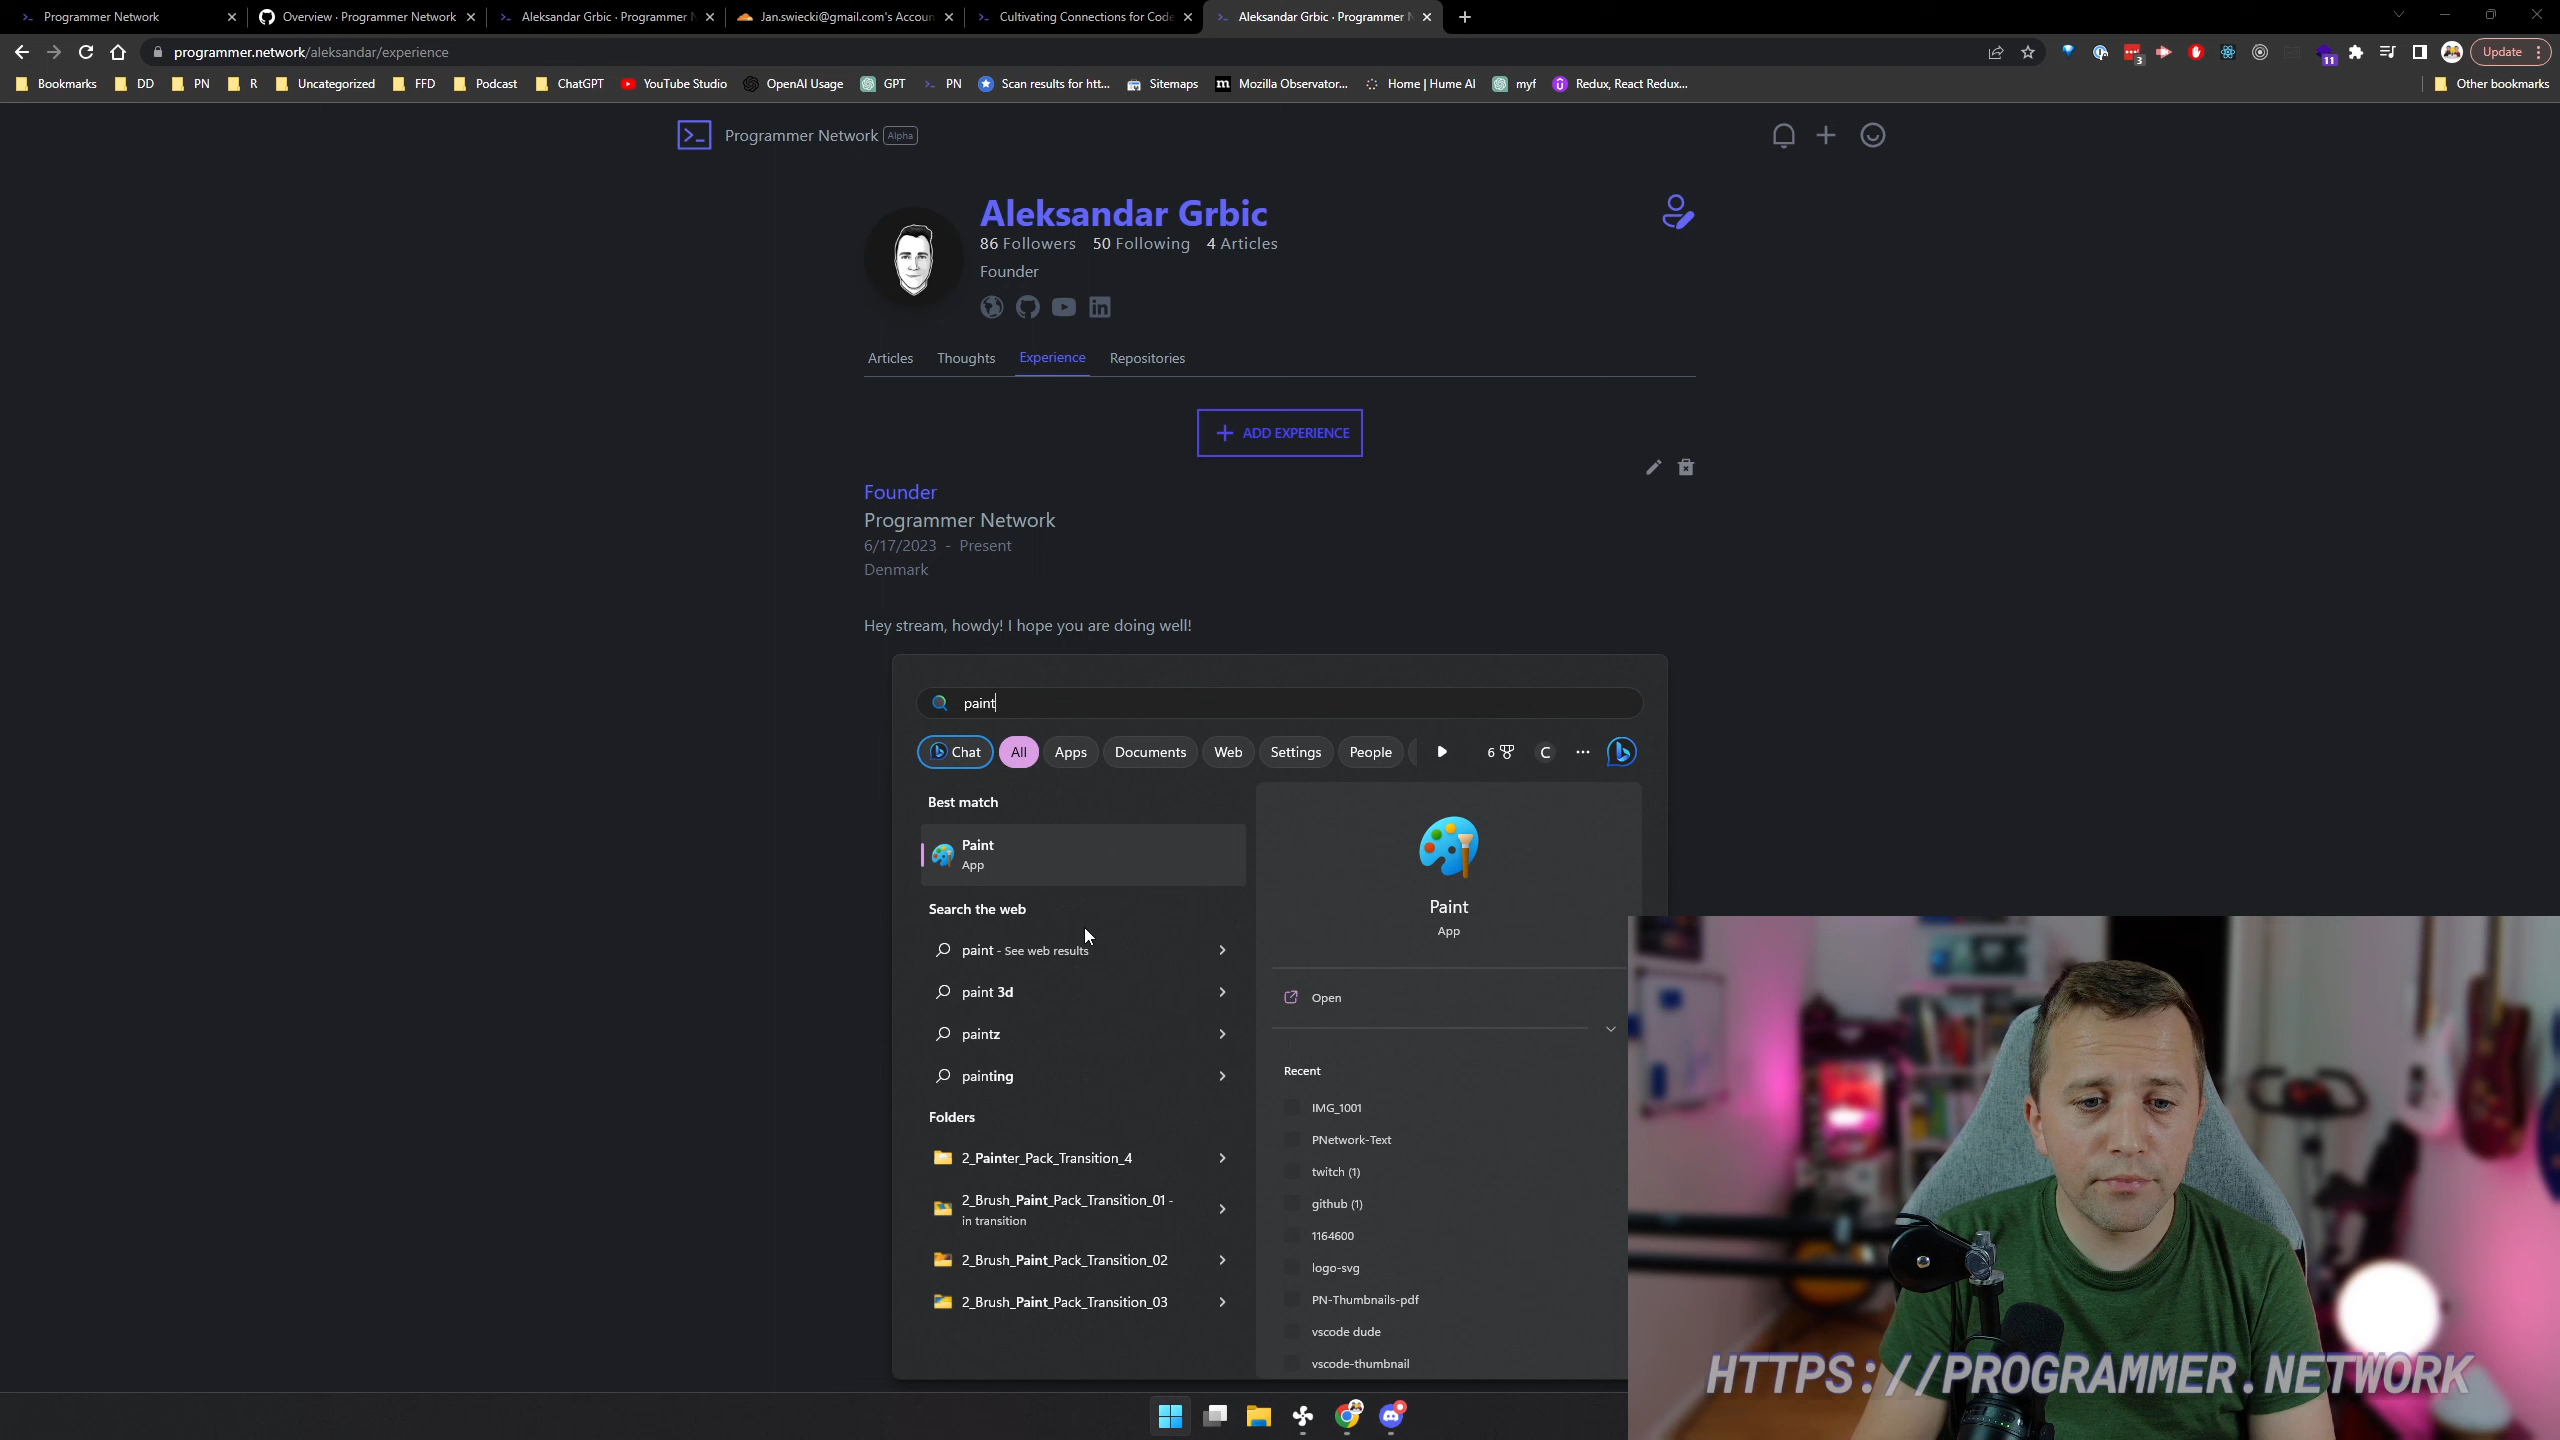 Programmer Network
Overview · Programmer Network
Aleksandar Grbic · Programmer N
Jan.swiecki@gmail.com's Accoun
Cultivating Connections for Code
Aleksandar Grbic · Programmer N
programmer.network/aleksandar/experience
3
11
Update
Bookmarks
DD
PN
R
Uncategorized
FFD
Podcast
ChatGPT
YouTube Studio
OpenAI Usage
GPT
PN
Scan results for htt...
Sitemaps
Mozilla Observator...
Home | Hume AI
myf
Redux, React Redux...
Other bookmarks
Programmer Network Alpha
Aleksandar Grbic
86 Followers 50 Following 4 Articles
Founder
Articles Thoughts Experience Repositories
ADD EXPERIENCE
Founder
Programmer Network
6/17/2023 - Present
Denmark
Hey stream, howdy! I hope you are doing well!
paint
Chat All Apps Documents Web Settings People 6 C
Best match
Paint
App
Search the web
paint - See web results
paint 3d
paintz
painting
Folders
2_Painter_Pack_Transition_4
2_Brush_Paint_Pack_Transition_01 -
in transition
2_Brush_Paint_Pack_Transition_02
2_Brush_Paint_Pack_Transition_03
Paint
App
Open
Recent
IMG_1001
PNetwork-Text
twitch (1)
github (1)
1164600
logo-svg
PN-Thumbnails-pdf
vscode dude
vscode-thumbnail
HTTPS://PROGRAMMER.NETWORK